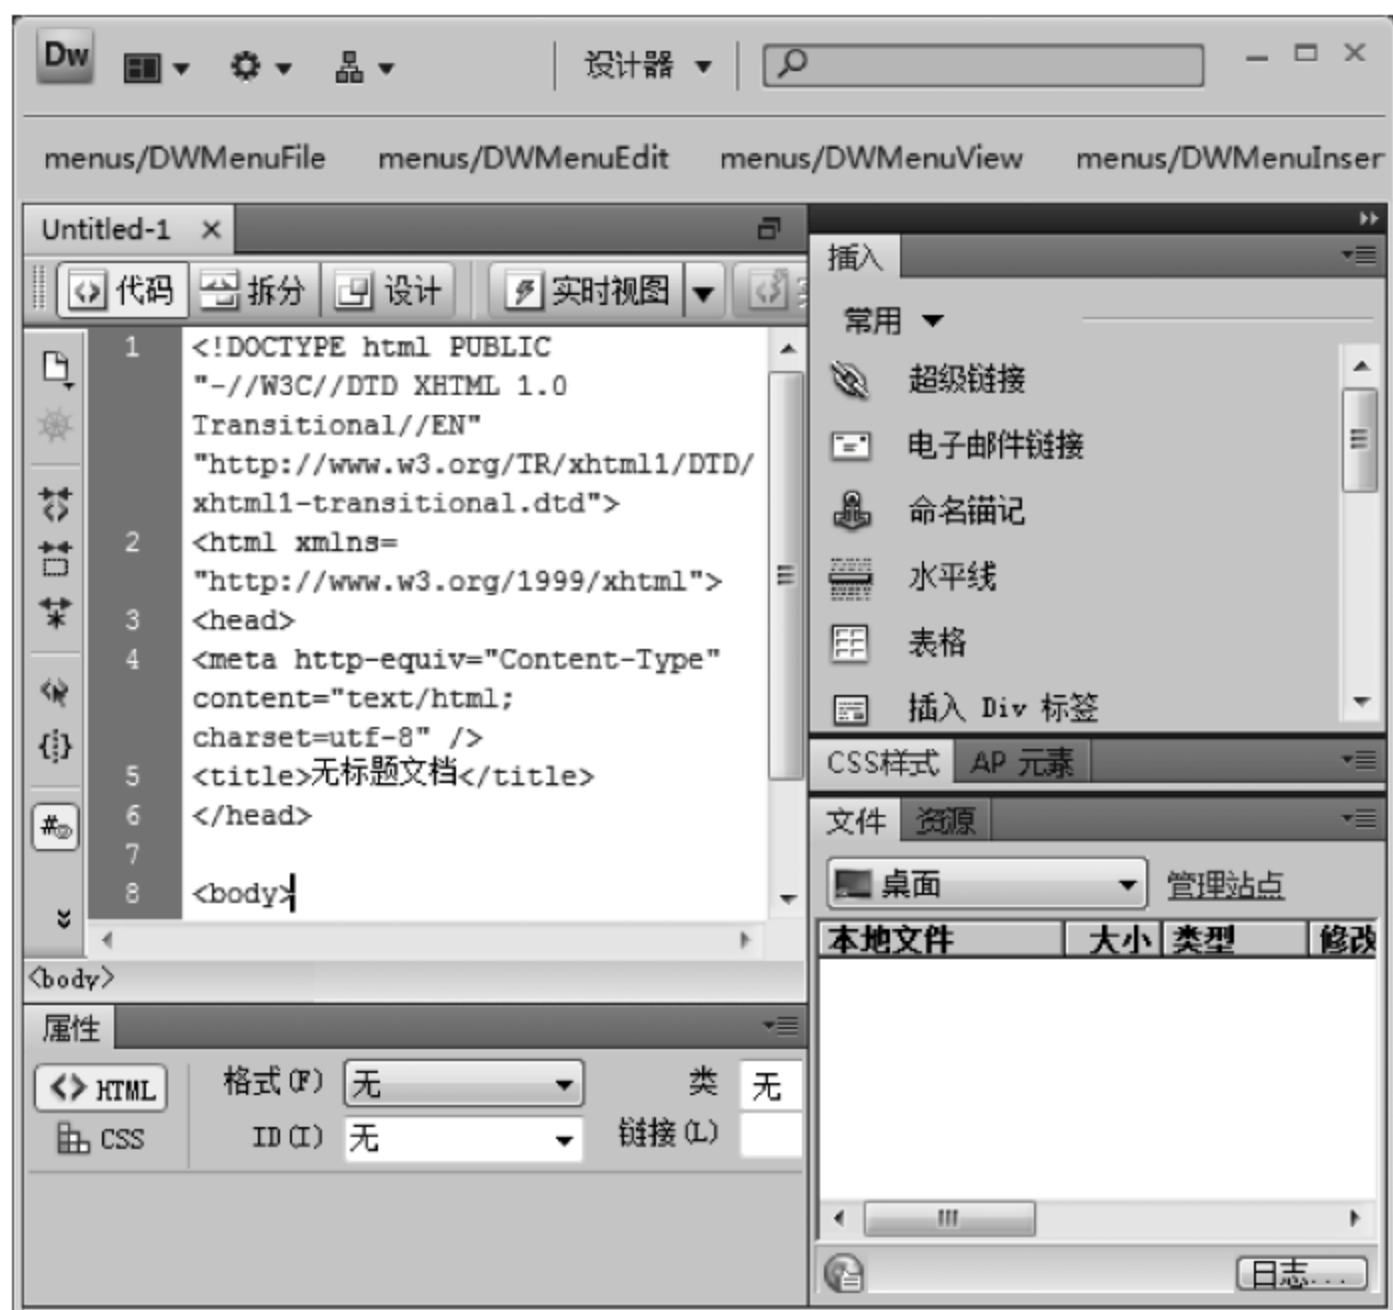 Dw
设计器
menus/DWMenuFile menus/DWMenuEdit menus/DWMenuView menus/DWMenuInser
Untitled-1
代码 拆分 设计 实时视图
1 <!DOCTYPE html PUBLIC
"-//W3C//DTD XHTML 1.0
Transitional//EN"
"http://www.w3.org/TR/xhtml1/DTD/
xhtml1-transitional.dtd">
2 <html xmlns=
"http://www.w3.org/1999/xhtml">
3 <head>
4 <meta http-equiv="Content-Type"
content="text/html;
charset=utf-8" />
5 <title>无标题文档</title>
6 </head>
7
8 <body>
<body>
属性
HTML 格式(F) 无 类 无
CSS ID(I) 无 链接(L)
插入
常用
超级链接
电子邮件链接
命名锚记
水平线
表格
插入 Div 标签
CSS样式 AP 元素
文件 资源
桌面 管理站点
本地文件 大小 类型 修改
日志...